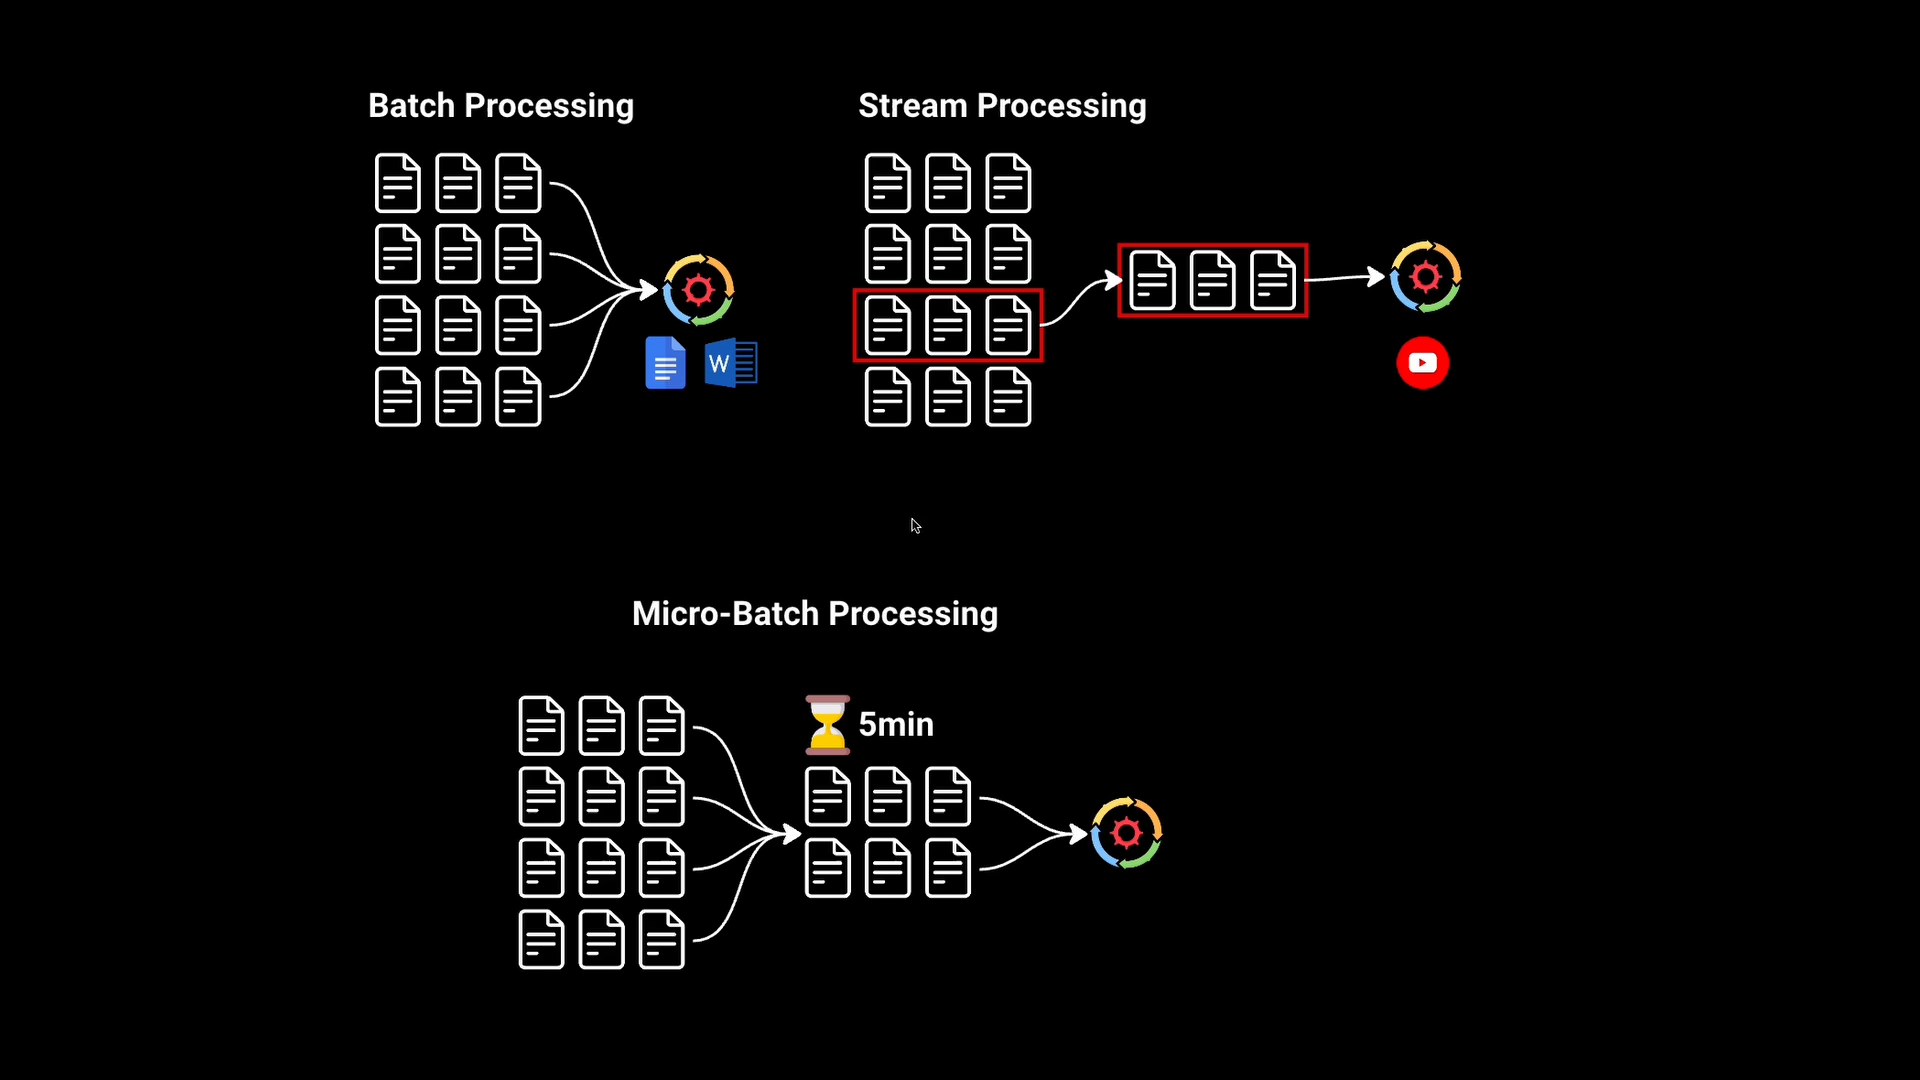 Batch Processing
Stream Processing
W
Micro-Batch Processing
5min